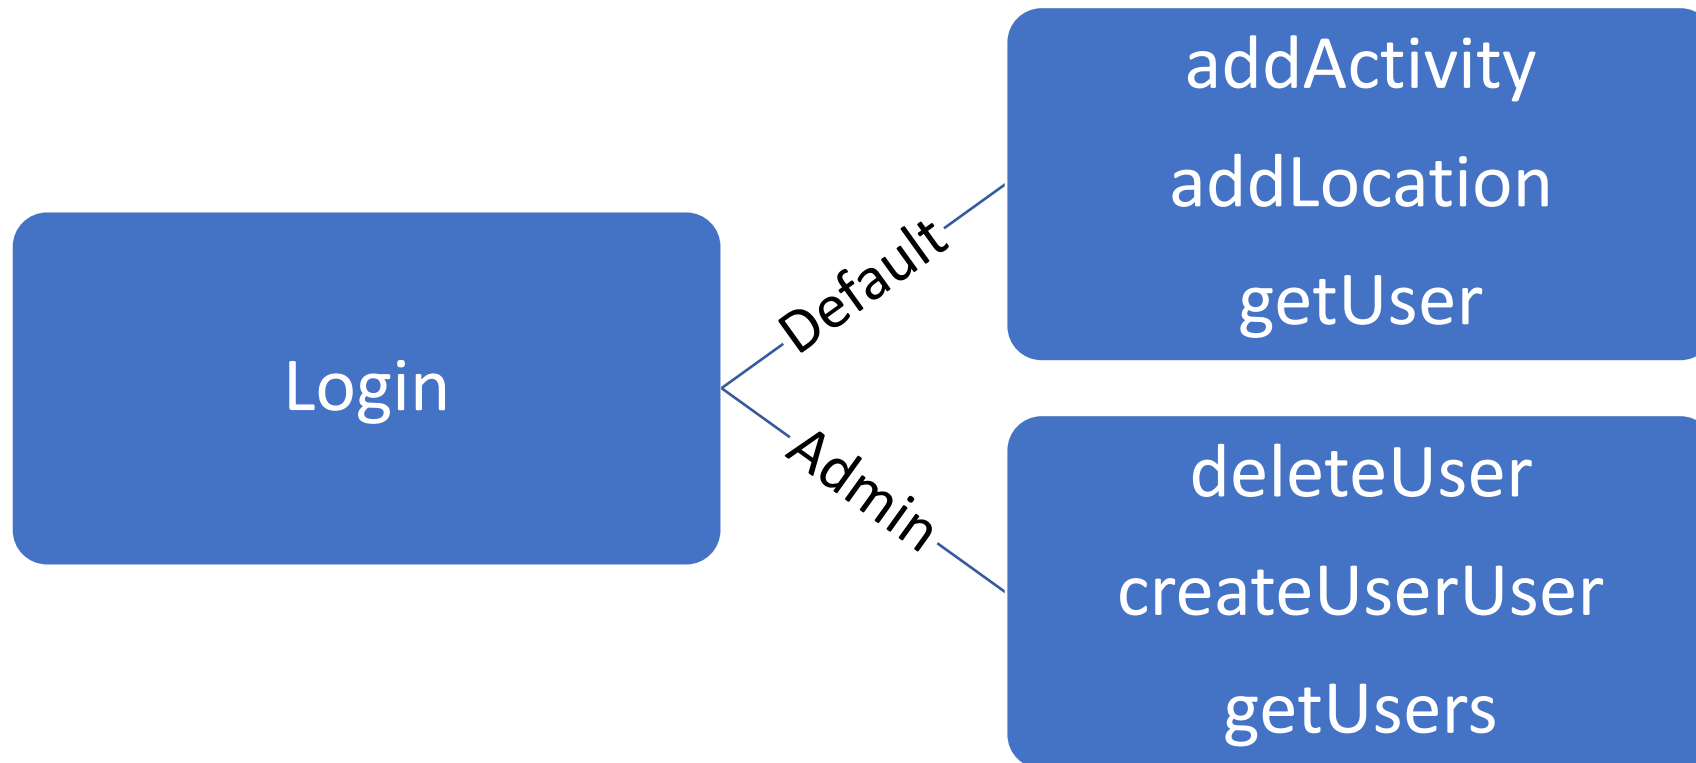 Login
Default
addActivity
addLocation
getUser
Admin
deleteUser
createUserUser
getUsers